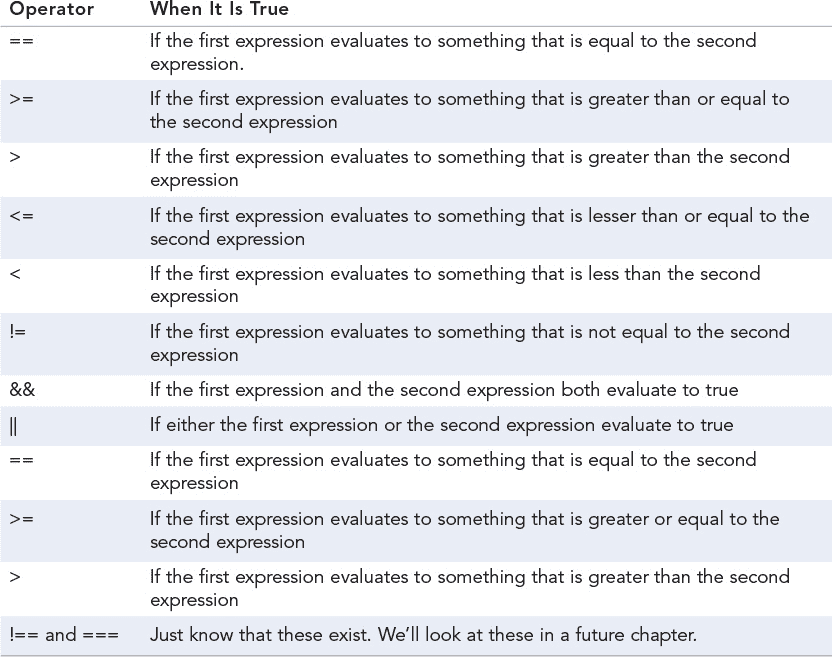 Operator When It Is True
== If the first expression evaluates to something that is equal to the second
expression.
>= If the first expression evaluates to something that is greater than or equal to
the second expression
> If the first expression evaluates to something that is greater than the second
expression
<= If the first expression evaluates to something that is lesser than or equal to the
second expression
< If the first expression evaluates to something that is less than the second
expression
!= If the first expression evaluates to something that is not equal to the second
expression
&& If the first expression and the second expression both evaluate to true
|| If either the first expression or the second expression evaluate to true
== If the first expression evaluates to something that is equal to the second
expression
>= If the first expression evaluates to something that is greater or equal to the
second expression
> If the first expression evaluates to something that is greater than the second
expression
!== and === Just know that these exist. We’ll look at these in a future chapter.